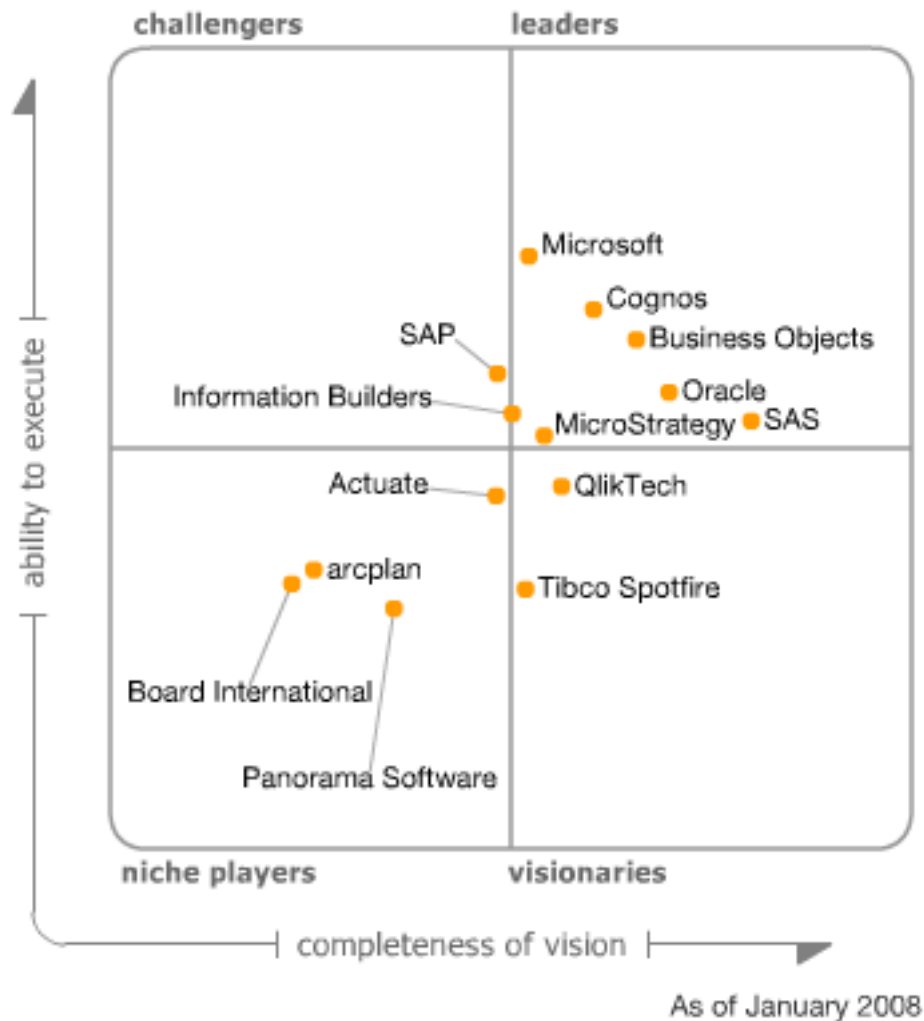 challengers
leaders
Microsoft
Cognos
SAP
Business Objects
Information Builders
Oracle
MicroStrategy
SAS
Actuate
QlikTech
arcplan
Tibco Spotfire
Board International
Panorama Software
niche players
visionaries
ability to execute
completeness of vision
As of January 2008